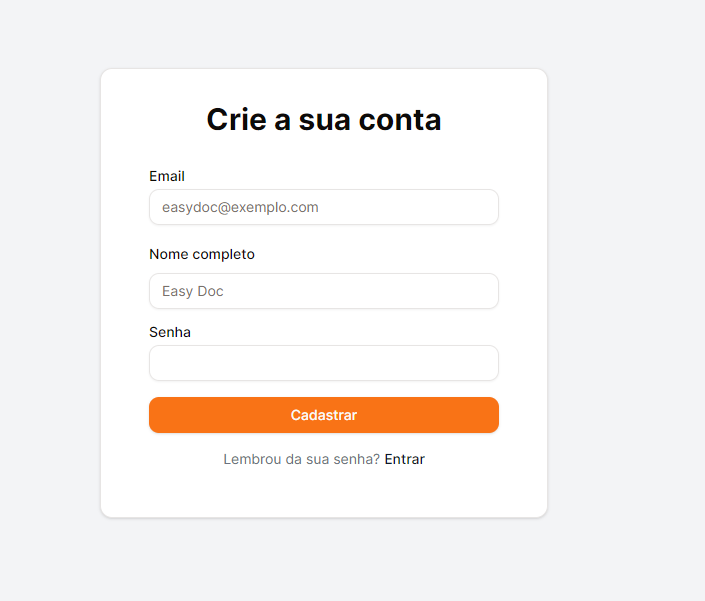 Crie a sua conta
Email
easydoc@exemplo.com
Nome completo
Easy Doc
Senha
Cadastrar
Lembrou da sua senha? Entrar